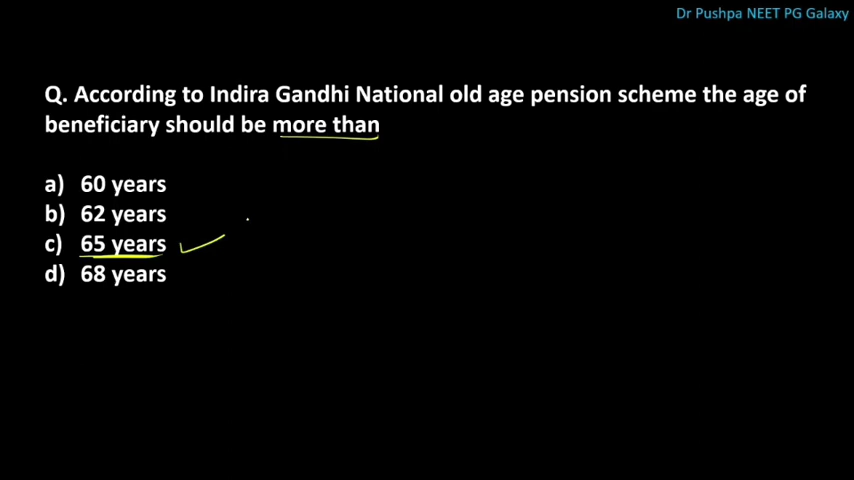 Dr Pushpa NEET PG Galaxy
Q. According to Indira Gandhi National old age pension scheme the age of
beneficiary should be more than
a) 60 years
b) 62 years
c) 65 years
d) 68 years